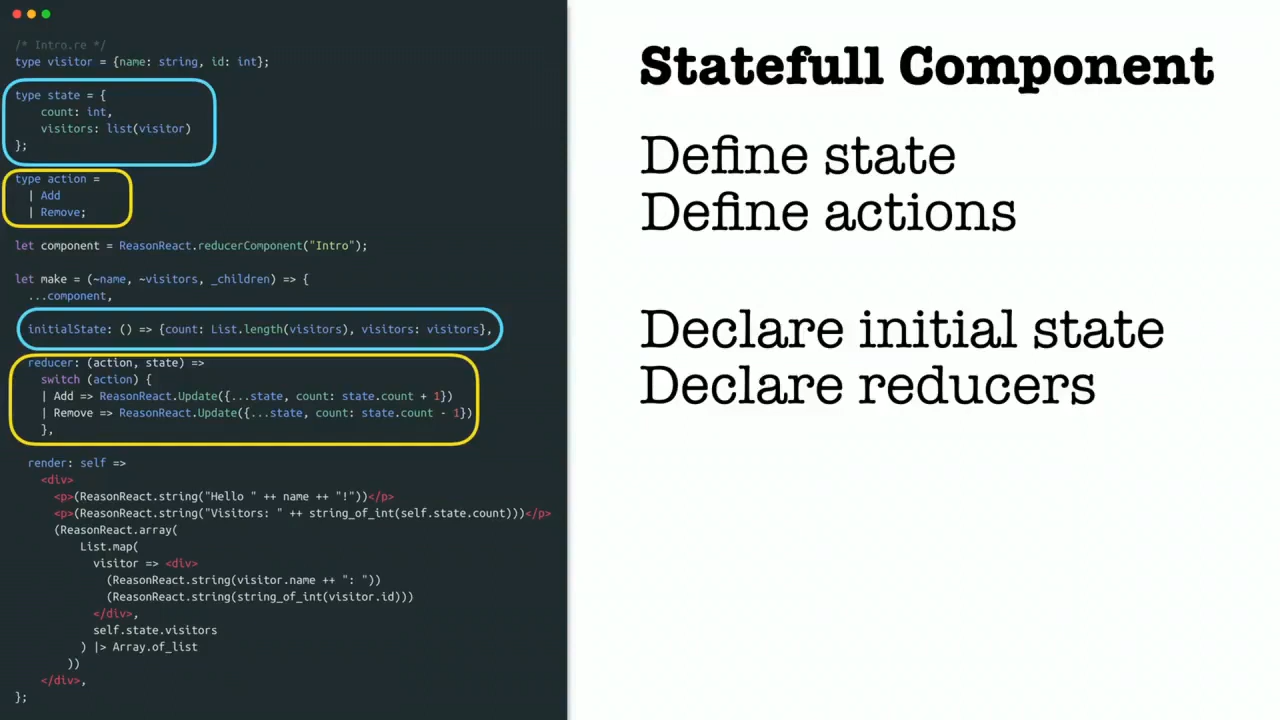 /* Intro.re */
type visitor = {name: string, id: int};
type state = {
count: int,
visitors: list(visitor)
};
type action =
| Add
| Remove;
let component = ReasonReact.reducerComponent("Intro");
let make = (~name, ~visitors, _children) => {
...component,
initialState: () => {count: List.length(visitors), visitors: visitors},
reducer: (action, state) =>
switch (action) {
| Add => ReasonReact.Update({...state, count: state.count + 1})
| Remove => ReasonReact.Update({...state, count: state.count - 1})
},
render: self =>
<div>
<p>(ReasonReact.string("Hello " ++ name ++ "!"))</p>
<p>(ReasonReact.string("Visitors: " ++ string_of_int(self.state.count)))</p>
(ReasonReact.array(
List.map(
visitor => <div>
(ReasonReact.string(visitor.name ++ ": "))
(ReasonReact.string(string_of_int(visitor.id)))
</div>,
self.state.visitors
) |> Array.of_list
))
</div>,
};
Statefull Component
Define state
Define actions
Declare initial state
Declare reducers